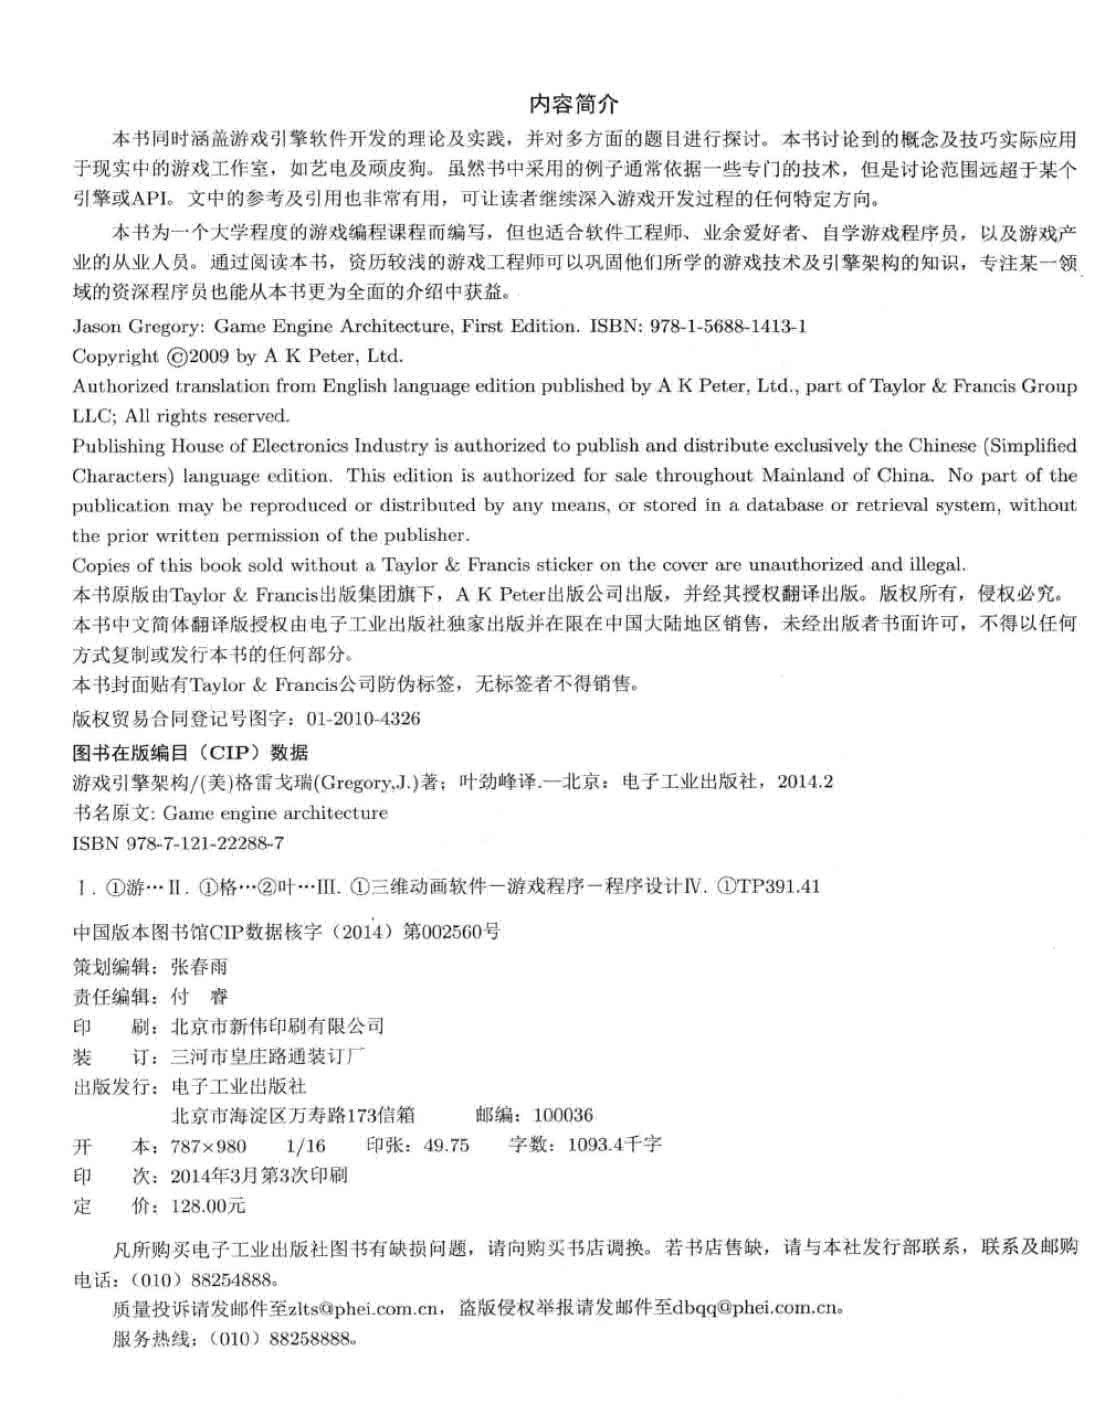 内容简介
本书同时涵盖游戏引擎软件开发的理论及实践，并对多方面的题目进行探讨。本书讨论到的概念及技巧实际应用
于现实中的游戏工作室，如艺电及顽皮狗。虽然书中采用的例子通常依据一些专门的技术，但是讨论范围远超于某个
引擎或API。文中的参考及引用也非常有用，可让读者继续深入游戏开发过程的任何特定方向。
本书为一个大学程度的游戏编程课程而编写，但也适合软件工程师、业余爱好者、自学游戏程序员，以及游戏产
业的从业人员。通过阅读本书，资历较浅的游戏工程师可以巩固他们所学的游戏技术及引擎架构的知识，专注某一领
域的资深程序员也能从本书更为全面的介绍中获益。
Jason Gregory: Game Engine Architecture, First Edition. ISBN: 978-1-5688-1413-1
Copyright ©2009 by A K Peter, Ltd.
Authorized translation from English language edition published by A K Peter, Ltd., part of Taylor & Francis Group
LLC; All rights reserved.
Publishing House of Electronics Industry is authorized to publish and distribute exclusively the Chinese (Simplified
Characters) language edition. This edition is authorized for sale throughout Mainland of China. No part of the
publication may be reproduced or distributed by any means, or stored in a database or retrieval system, without
the prior written permission of the publisher.
Copies of this book sold without a Taylor & Francis sticker on the cover are unauthorized and illegal.
本书原版由Taylor & Francis出版集团旗下，A K Peter出版公司出版，并经其授权翻译出版。版权所有，侵权必究。
本书中文简体翻译版授权由电子工业出版社独家出版并在限在中国大陆地区销售，未经出版者书面许可，不得以任何
方式复制或发行本书的任何部分。
本书封面贴有Taylor & Francis公司防伪标签，无标签者不得销售。
版权贸易合同登记号图字：01-2010-4326
图书在版编目（CIP）数据
游戏引擎架构/(美)格雷戈瑞(Gregory,J.)著；叶劲峰译.—北京：电子工业出版社，2014.2
书名原文: Game engine architecture
ISBN 978-7-121-22288-7
Ⅰ. ①游…Ⅱ. ①格…②叶…Ⅲ. ①三维动画软件－游戏程序－程序设计Ⅳ. ①TP391.41
中国版本图书馆CIP数据核字（2014）第002560号
策划编辑：张春雨
责任编辑：付　睿
印　　刷：北京市新伟印刷有限公司
装　　订：三河市皇庄路通装订厂
出版发行：电子工业出版社
北京市海淀区万寿路173信箱　　邮编：100036
开　　本：787×980　1/16　印张：49.75　字数：1093.4千字
印　　次：2014年3月第3次印刷
定　　价：128.00元
凡所购买电子工业出版社图书有缺损问题，请向购买书店调换。若书店售缺，请与本社发行部联系，联系及邮购
电话：（010）88254888。
质量投诉请发邮件至zlts@phei.com.cn，盗版侵权举报请发邮件至dbqq@phei.com.cn。
服务热线：（010）88258888。